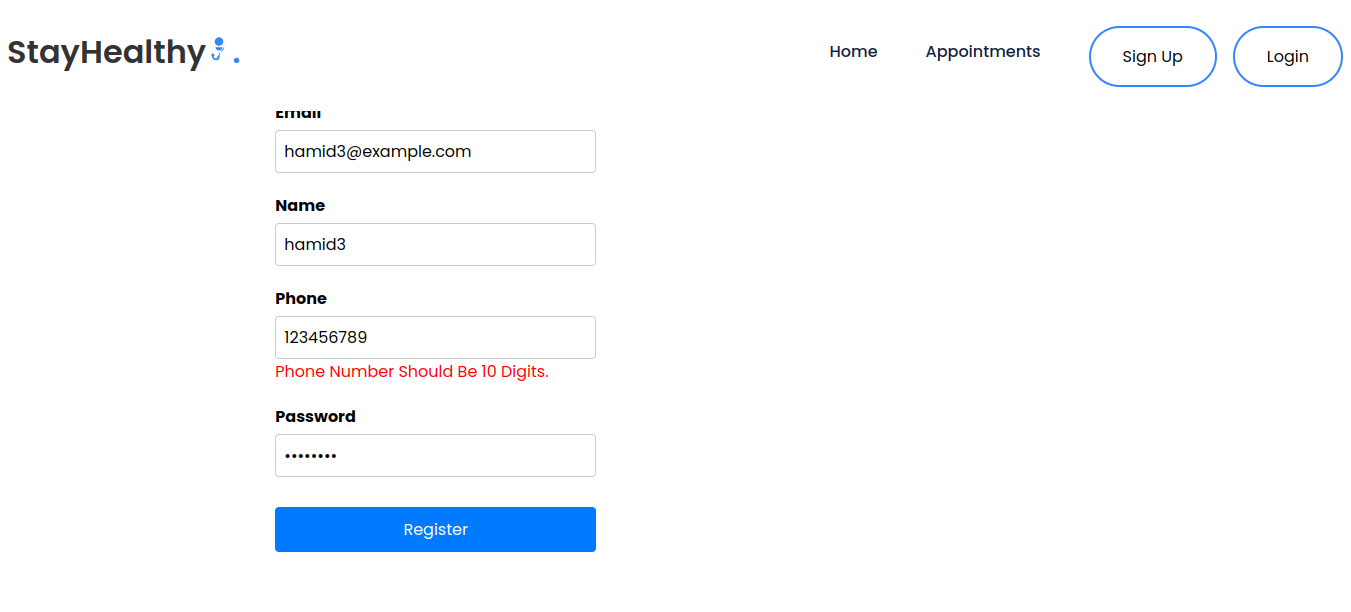 StayHealthy.
Home
Appointments
Sign Up
Login
Email
hamid3@example.com
Name
hamid3
Phone
123456789
Phone Number Should Be 10 Digits.
Password
••••••••
Register